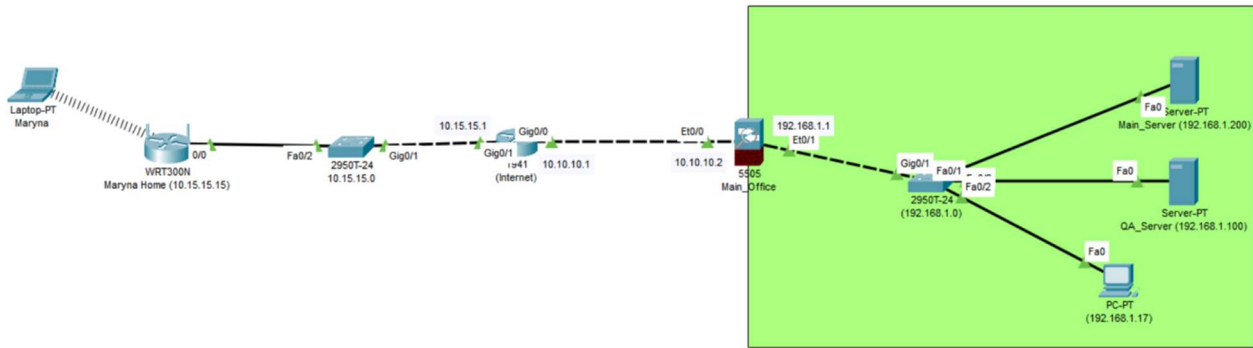 Laptop-PT
Maryna
0/0
WRT300N
Maryna Home (10.15.15.15)
Fa0/2
2950T-24
10.15.15.0
Gig0/1
10.15.15.1
Gig0/1
Gig0/0
1941
(Internet)
10.10.10.1
Et0/0
10.10.10.2
5505
Main_Office
192.168.1.1
Et0/1
Gig0/1
Fa0/1
Fa0/2
2950T-24
(192.168.1.0)
Fa0
Server-PT
Main_Server (192.168.1.200)
Fa0
Server-PT
QA_Server (192.168.1.100)
Fa0
PC-PT
(192.168.1.17)